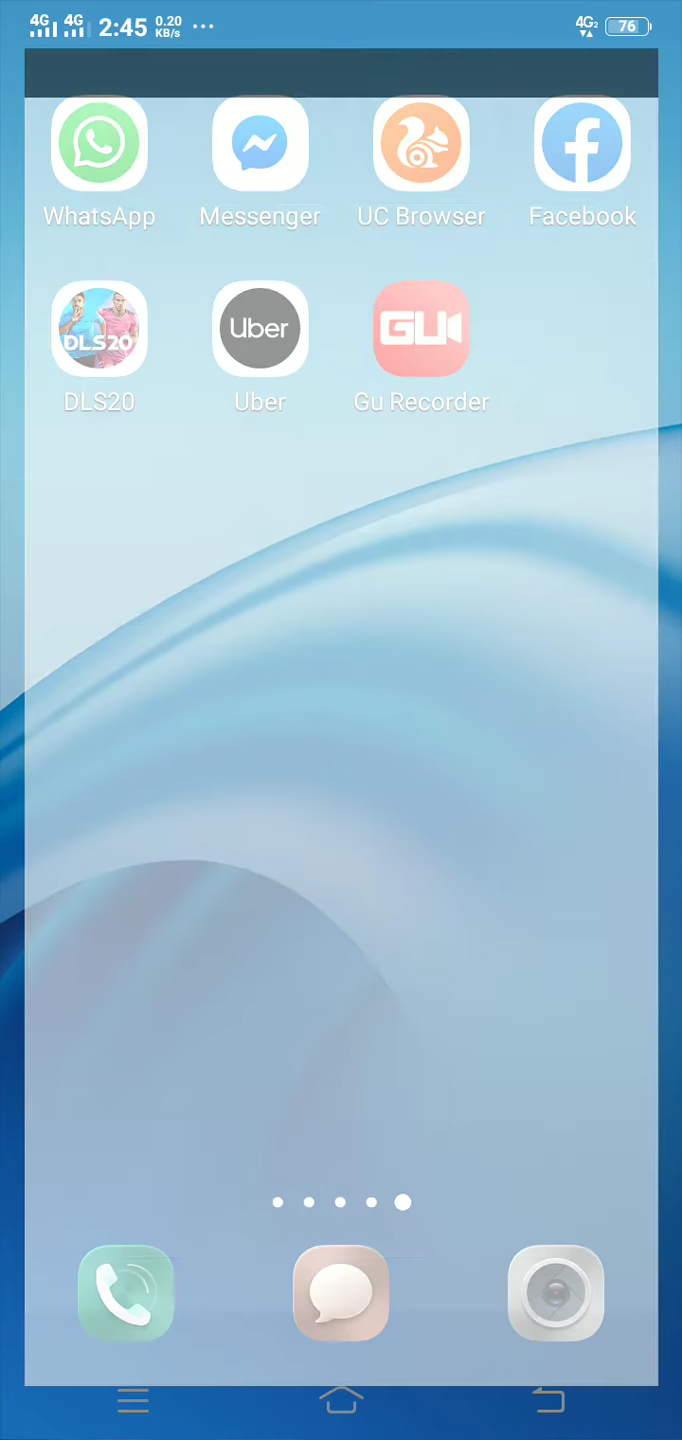 4G 4G 2:45 0.20 KB/s ... 4G2 76
WhatsApp Messenger UC Browser Facebook
DLS20 Uber GU
DLS20 Uber Gu Recorder